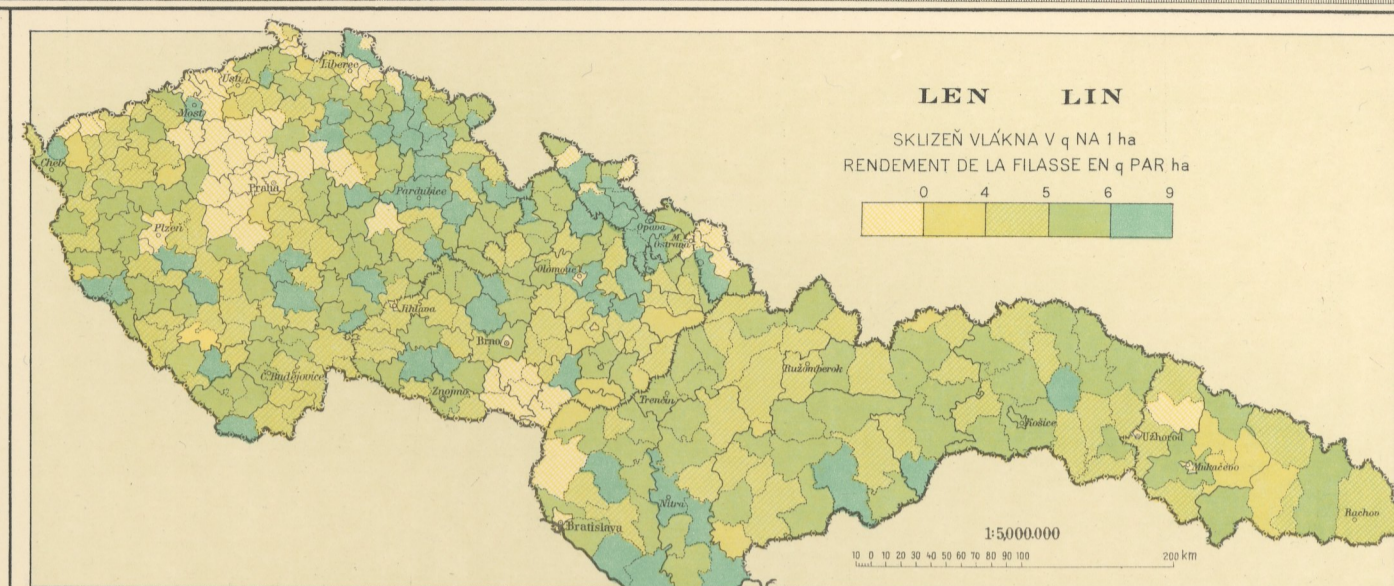 LEN LIN
SKLIZEŇ VLÁKNA V q NA 1 ha
RENDEMENT DE LA FILASSE EN q PAR ha
0 4 5 6 9
Liberec
Ústí
Most
Cheb
Praha
Pardubice
Plzeň
Opava
M.
Ostrava
Olomouc
Jihlava
Brno
Č. Budějovice
Znojmo
Ružomberok
Trenčín
Košice
Užhorod
Mukačevo
Nitra
Bratislava
Rachov
1:5,000.000
10 0 10 20 30 40 50 60 70 80 90 100 200 km